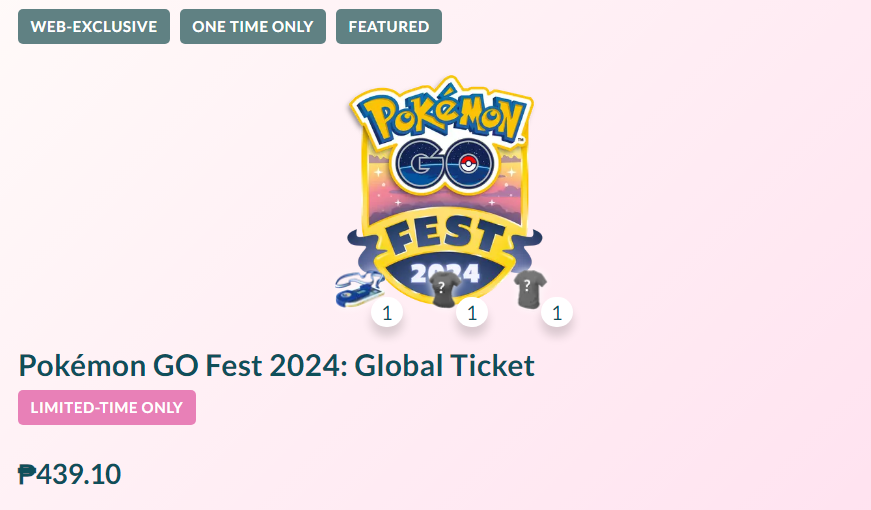 WEB-EXCLUSIVE ONE TIME ONLY FEATURED
POKÉMON™
GO
FEST
2024
? ?
1 1 1
Pokémon GO Fest 2024: Global Ticket
LIMITED-TIME ONLY
₱439.10